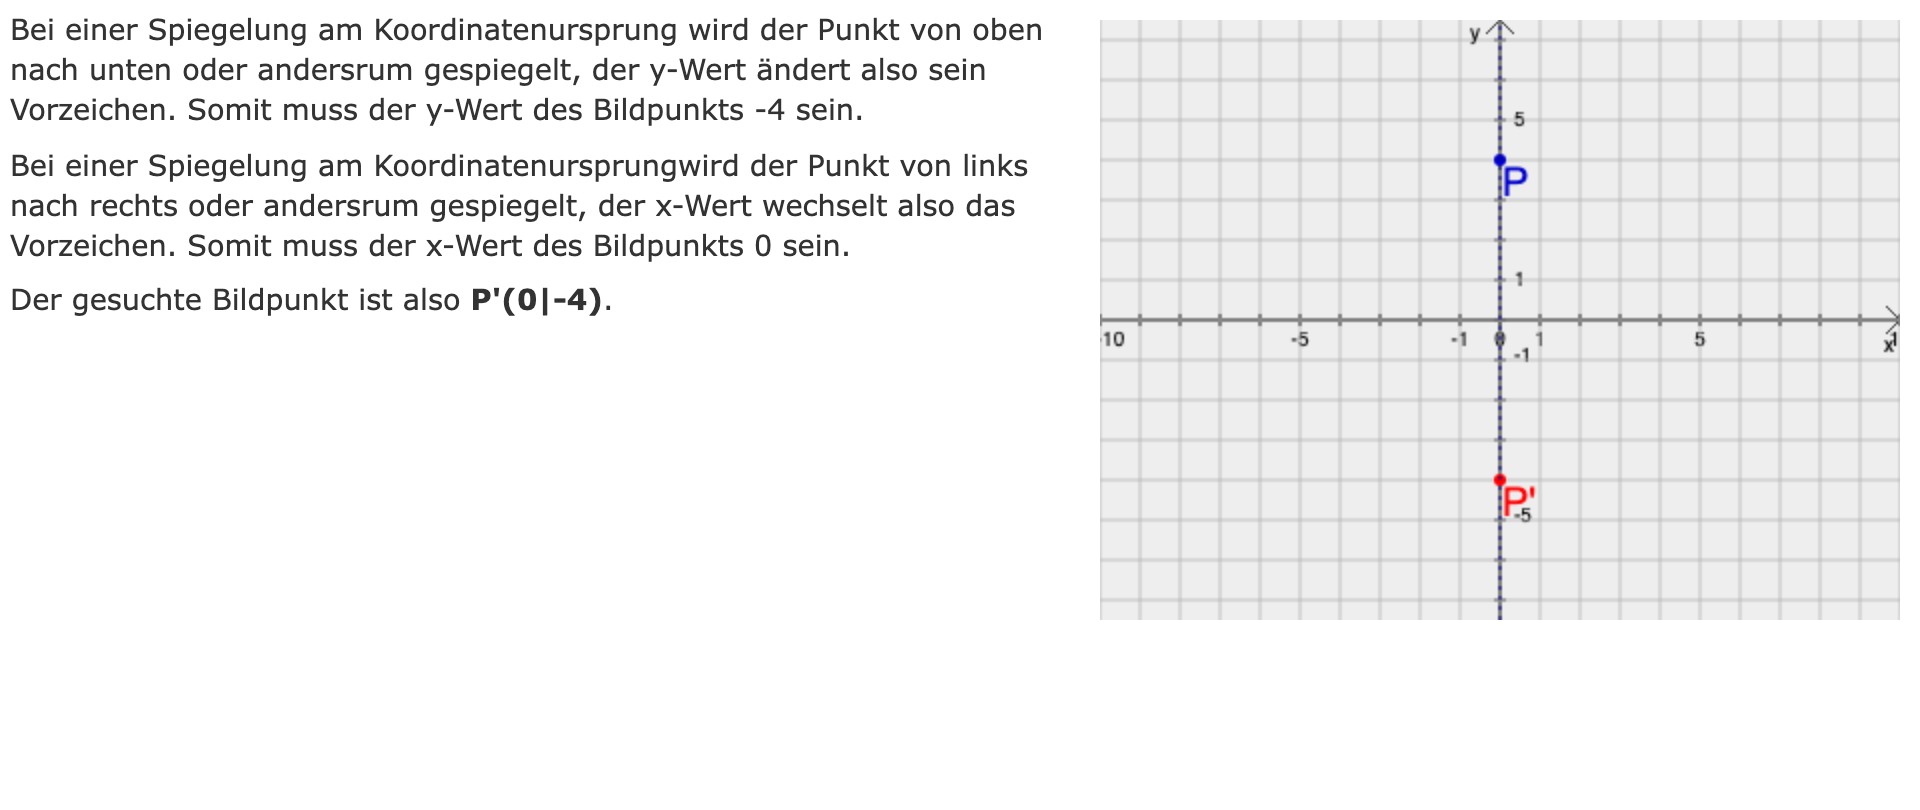 Bei einer Spiegelung am Koordinatenursprung wird der Punkt von oben
nach unten oder andersrum gespiegelt, der y-Wert ändert also sein
Vorzeichen. Somit muss der y-Wert des Bildpunkts -4 sein.
Bei einer Spiegelung am Koordinatenursprungwird der Punkt von links
nach rechts oder andersrum gespiegelt, der x-Wert wechselt also das
Vorzeichen. Somit muss der x-Wert des Bildpunkts 0 sein.
Der gesuchte Bildpunkt ist also P'(0|-4).
y
5
P
1
-10 -5 -1 0 1 5 1
x
-1
P'
-5